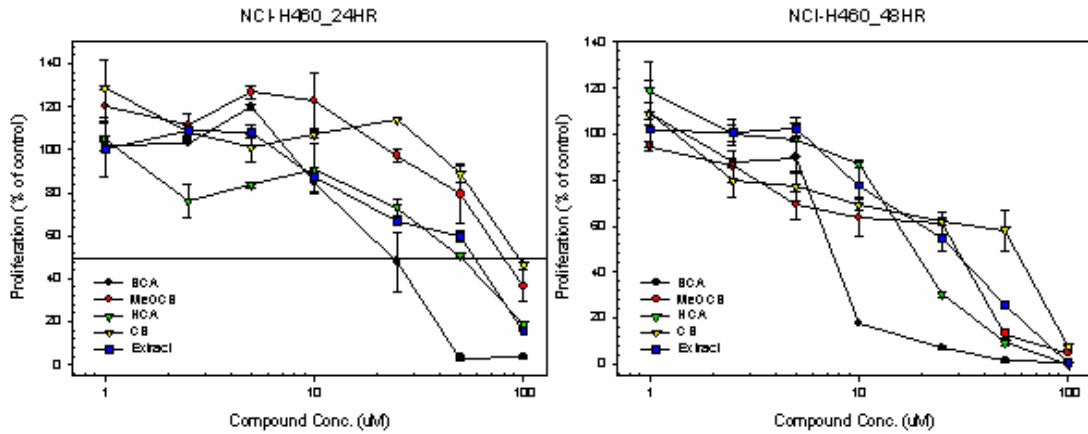 NCI-H460_24HR
Proliferation (% of control)
140
120
100
80
60
40
20
0
BCA
MeOCB
HCA
CB
Extract
1
10
100
Compound Conc. (uM)
NCI-H460_48HR
Proliferation (% of control)
140
120
100
80
60
40
20
0
BCA
MeOCB
HCA
CB
Extract
1
10
100
Compound Conc. (uM)